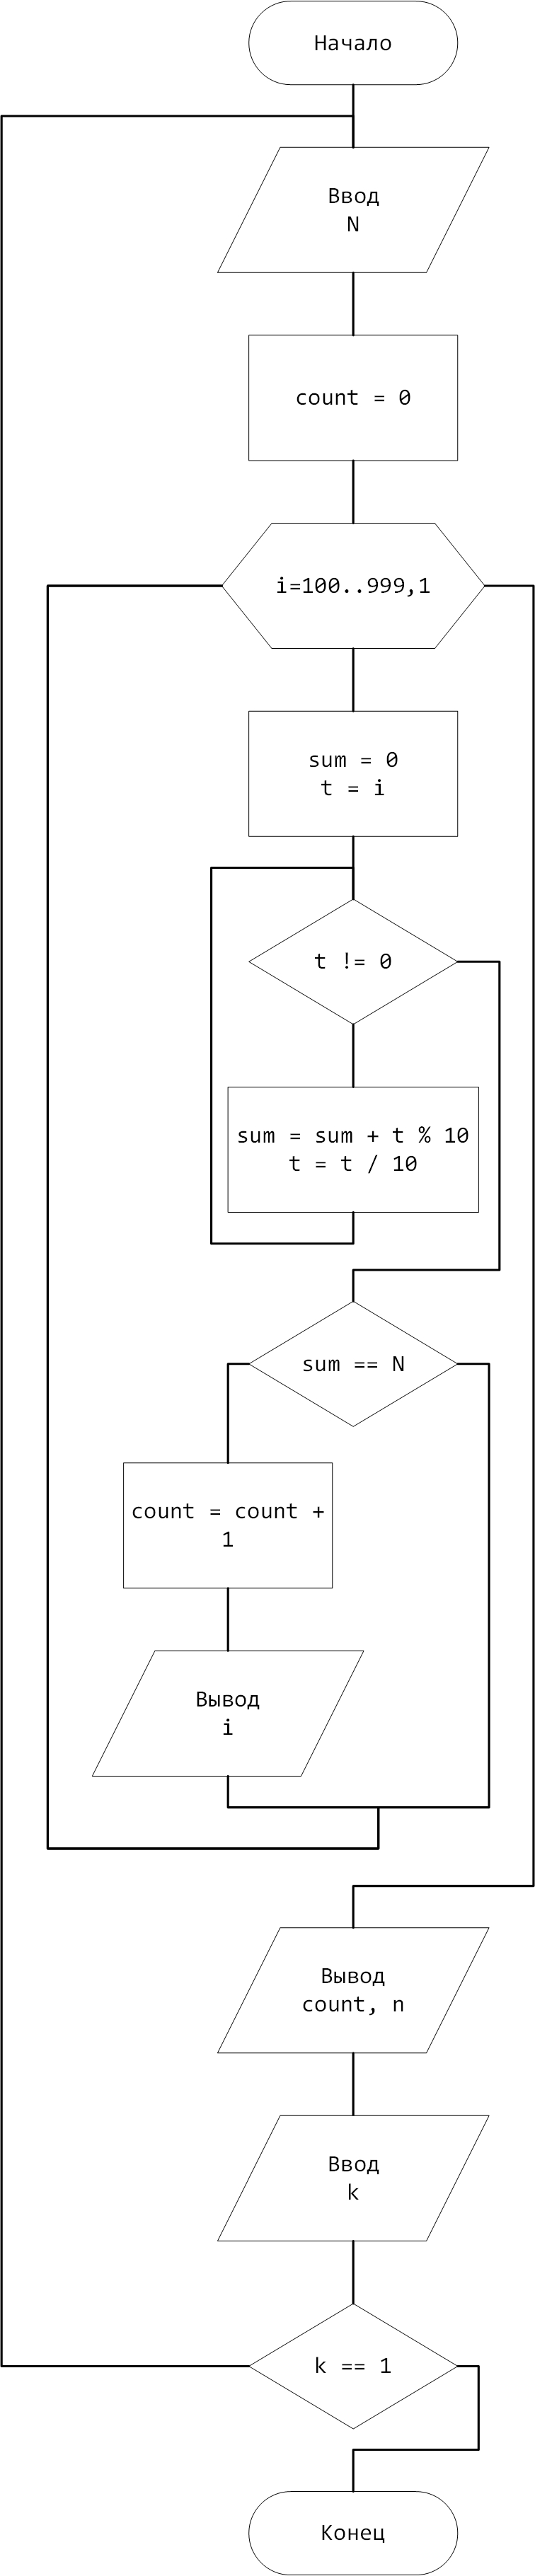 Начало
Ввод
N
count = 0
i=100..999,1
sum = 0
t = i
t != 0
sum = sum + t % 10
t = t / 10
sum == N
count = count +
1
Вывод
i
Вывод
count, n
Ввод
k
k == 1
Конец